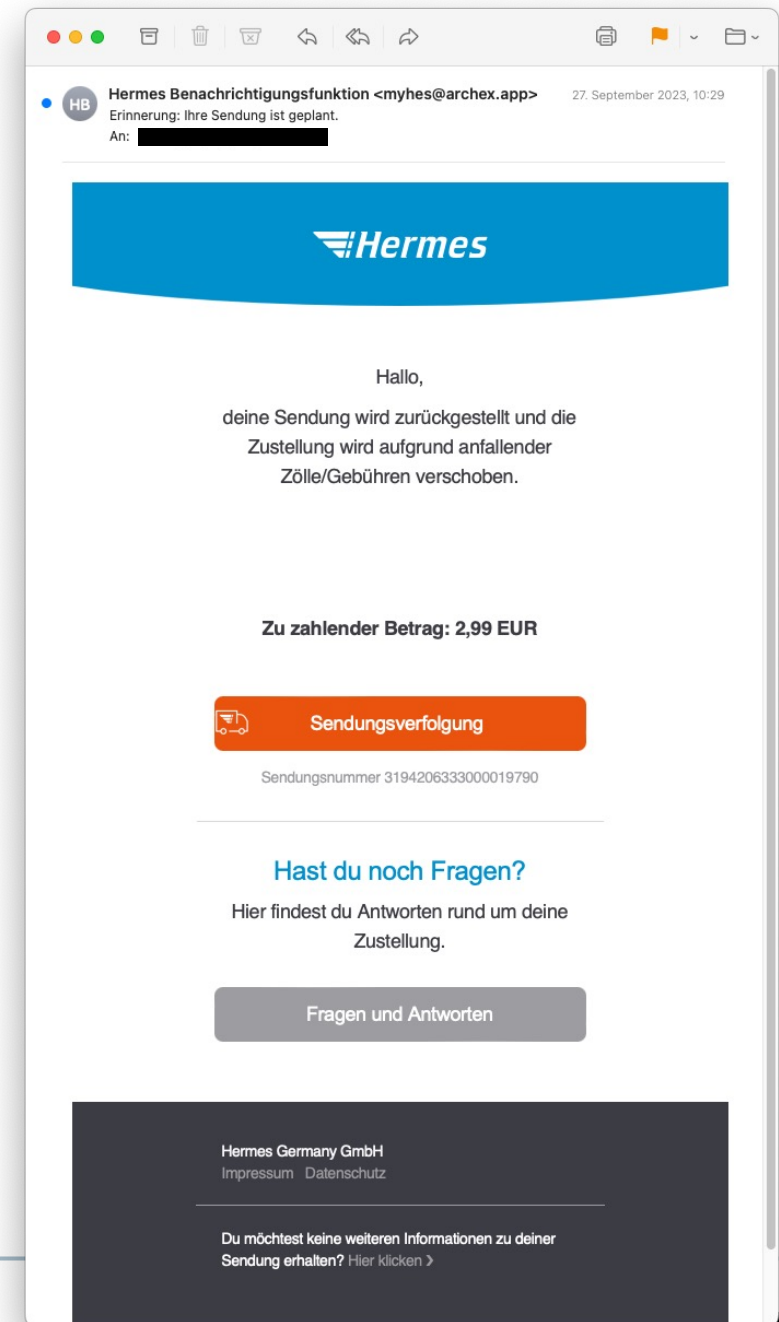 HB
Hermes Benachrichtigungsfunktion <myhes@archex.app>
27. September 2023, 10:29
Erinnerung: Ihre Sendung ist geplant.
An:
Hermes
Hallo,
deine Sendung wird zurückgestellt und die
Zustellung wird aufgrund anfallender
Zölle/Gebühren verschoben.
Zu zahlender Betrag: 2,99 EUR
Sendungsverfolgung
Sendungsnummer 3194206333000019790
Hast du noch Fragen?
Hier findest du Antworten rund um deine
Zustellung.
Fragen und Antworten
Hermes Germany GmbH
Impressum Datenschutz
Du möchtest keine weiteren Informationen zu deiner
Sendung erhalten? Hier klicken ❯